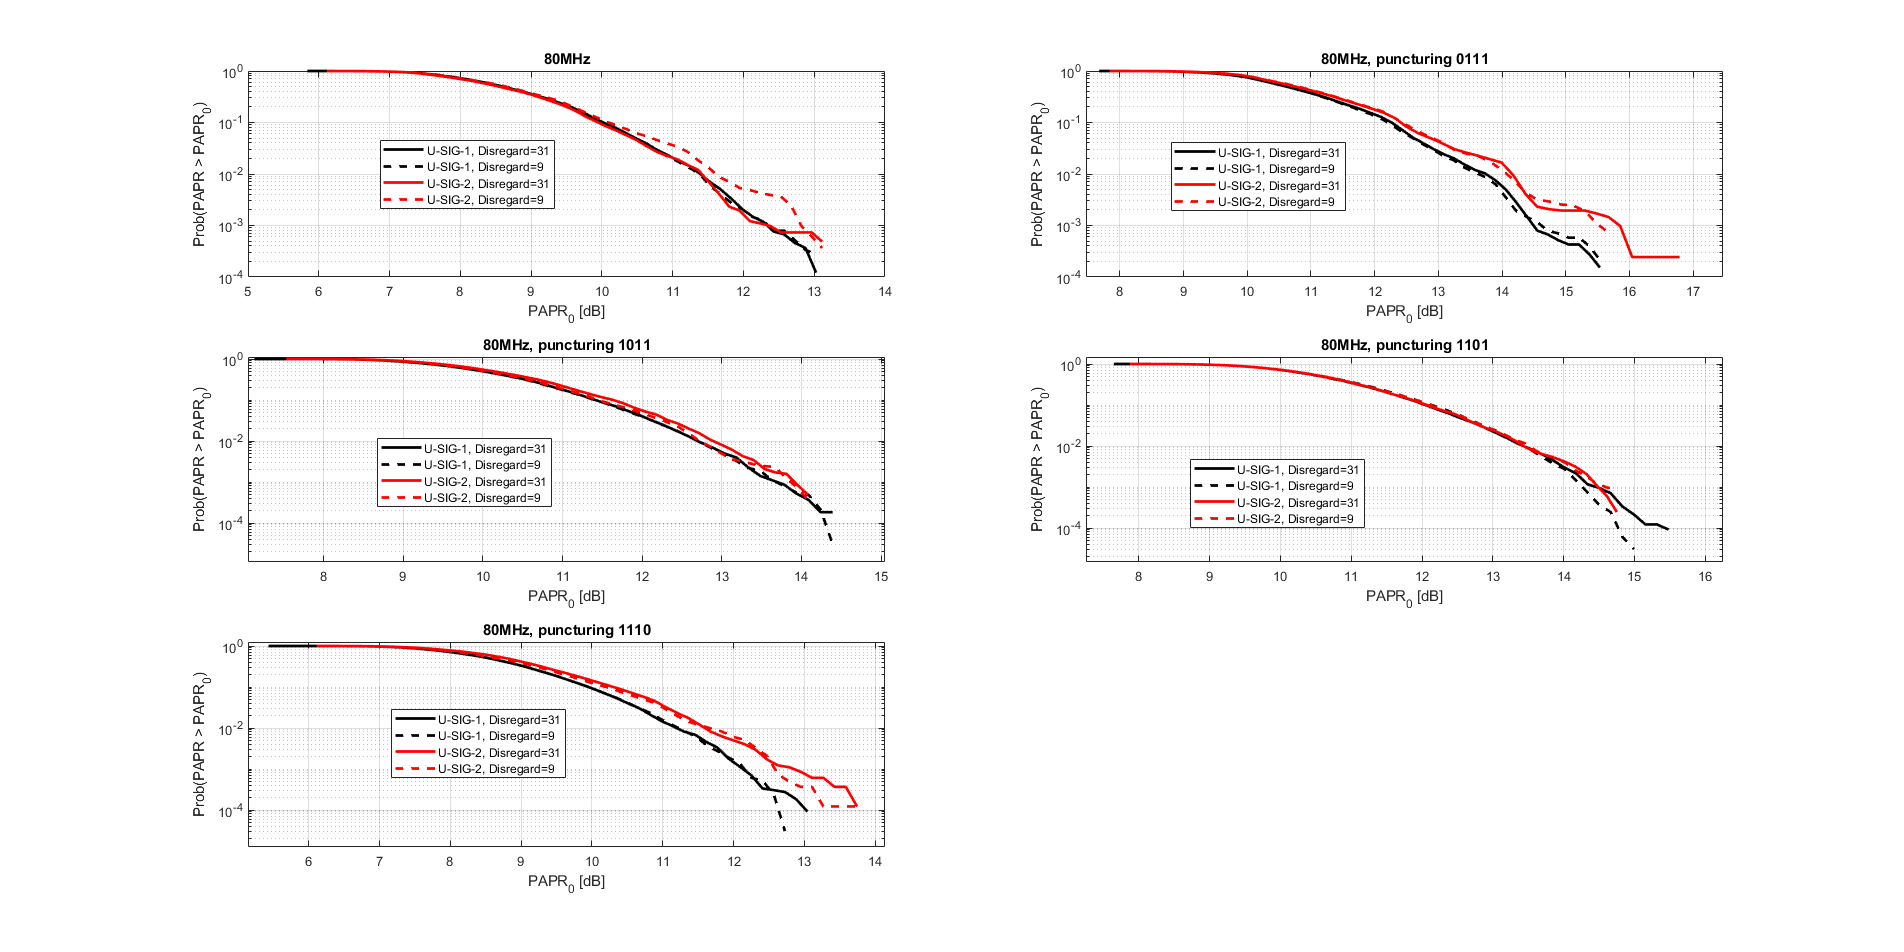 80MHz
Prob(PAPR > PAPR0)
10^0
10^-1
10^-2
10^-3
10^-4
U-SIG-1, Disregard=31
U-SIG-1, Disregard=9
U-SIG-2, Disregard=31
U-SIG-2, Disregard=9
5 6 7 8 9 10 11 12 13 14
PAPR0 [dB]
80MHz, puncturing 0111
Prob(PAPR > PAPR0)
10^0
10^-1
10^-2
10^-3
10^-4
U-SIG-1, Disregard=31
U-SIG-1, Disregard=9
U-SIG-2, Disregard=31
U-SIG-2, Disregard=9
8 9 10 11 12 13 14 15 16 17
PAPR0 [dB]
80MHz, puncturing 1011
Prob(PAPR > PAPR0)
10^0
10^-2
10^-4
U-SIG-1, Disregard=31
U-SIG-1, Disregard=9
U-SIG-2, Disregard=31
U-SIG-2, Disregard=9
8 9 10 11 12 13 14 15
PAPR0 [dB]
80MHz, puncturing 1101
Prob(PAPR > PAPR0)
10^0
10^-2
10^-4
U-SIG-1, Disregard=31
U-SIG-1, Disregard=9
U-SIG-2, Disregard=31
U-SIG-2, Disregard=9
8 9 10 11 12 13 14 15 16
PAPR0 [dB]
80MHz, puncturing 1110
Prob(PAPR > PAPR0)
10^0
10^-2
10^-4
U-SIG-1, Disregard=31
U-SIG-1, Disregard=9
U-SIG-2, Disregard=31
U-SIG-2, Disregard=9
6 7 8 9 10 11 12 13 14
PAPR0 [dB]